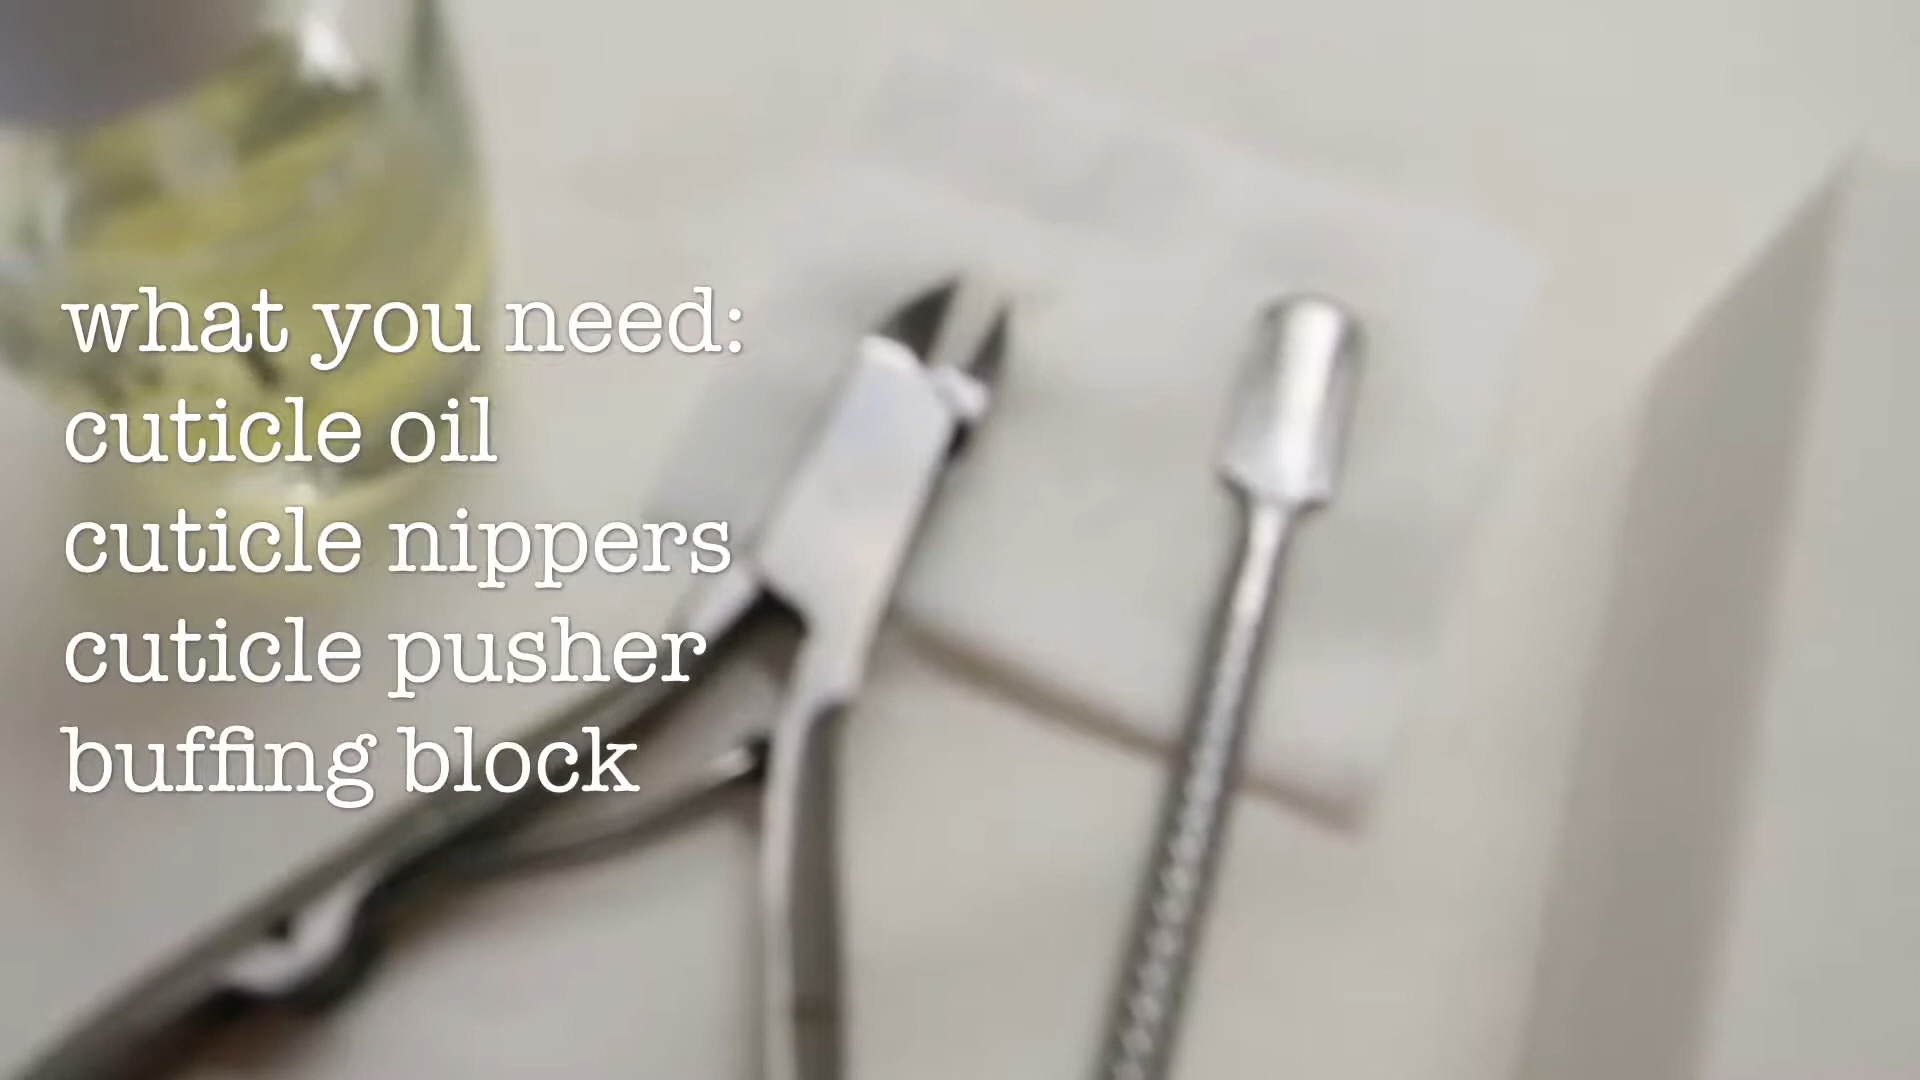 what you need:
cuticle oil
cuticle nippers
cuticle pusher
buffing block